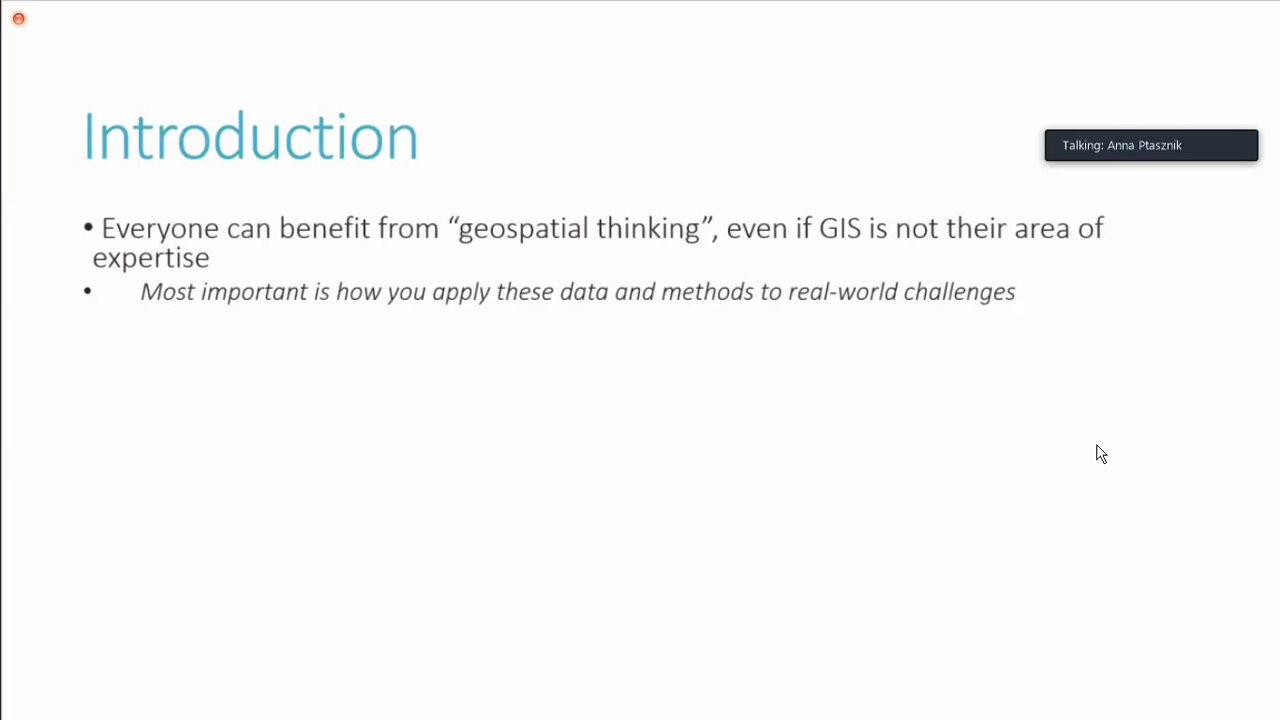 Introduction
Talking: Anna Ptasznik
• Everyone can benefit from “geospatial thinking”, even if GIS is not their area of
expertise
• Most important is how you apply these data and methods to real-world challenges